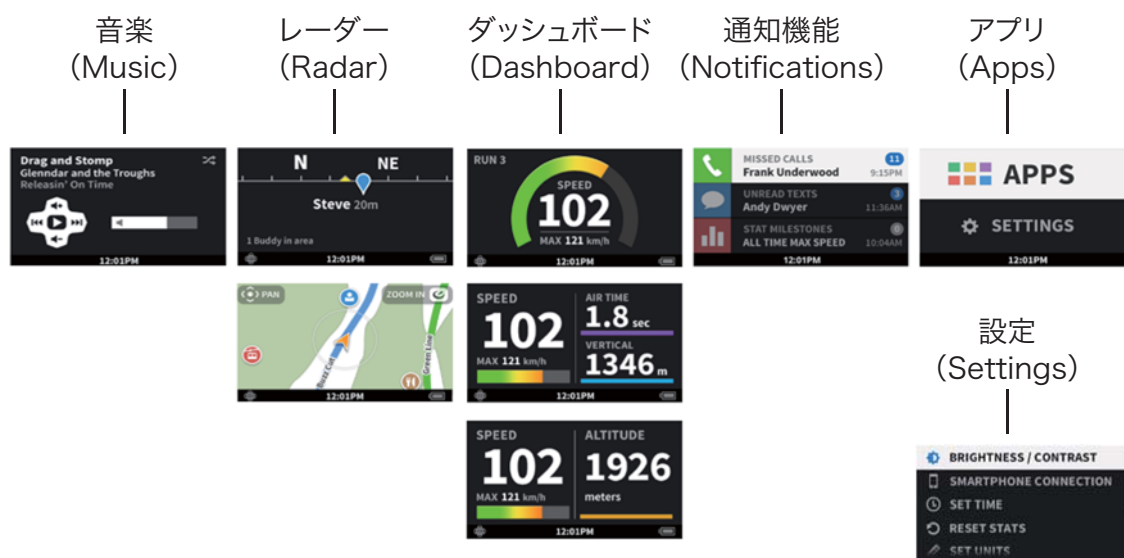 音楽
(Music)
レーダー
(Radar)
ダッシュボード
(Dashboard)
通知機能
(Notifications)
アプリ
(Apps)
Drag and Stomp
Glenndar and the Troughs
Releasin' On Time
12:01PM
N
NE
Steve 20m
1 Buddy in area
12:01PM
RUN 3
SPEED
102
MAX 121 km/h
12:01PM
MISSED CALLS
11
Frank Underwood
9:15PM
UNREAD TEXTS
3
Andy Dwyer
11:36AM
STAT MILESTONES
0
ALL TIME MAX SPEED
10:04AM
12:01PM
APPS
SETTINGS
12:01PM
PAN
ZOOM IN
Buzz Cut
Green Line
12:01PM
SPEED
102
MAX 121 km/h
AIR TIME
1.8 sec
VERTICAL
1346 m
12:01PM
設定
(Settings)
SPEED
102
MAX 121 km/h
ALTITUDE
1926
meters
12:01PM
BRIGHTNESS / CONTRAST
SMARTPHONE CONNECTION
SET TIME
RESET STATS
SET UNITS